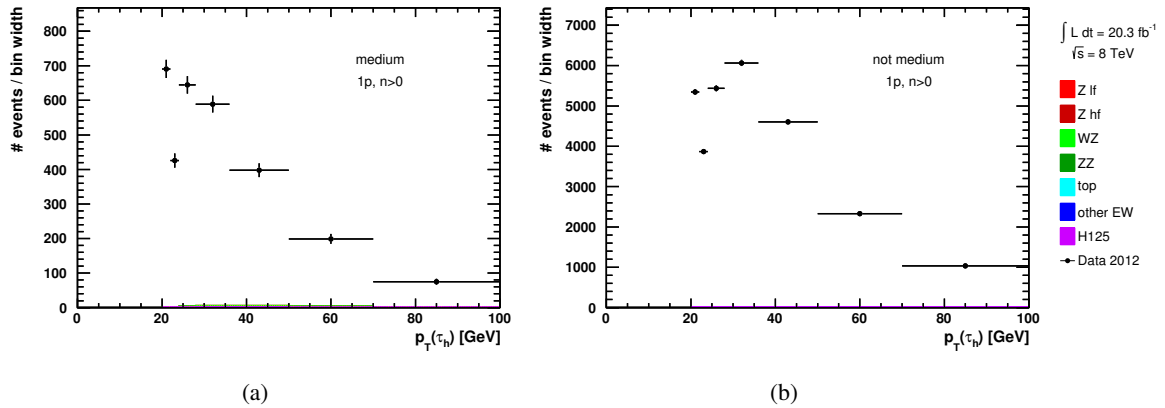 # events / bin width
800
700
600
500
400
300
200
100
0
medium
1p, n>0
0 20 40 60 80 100
p_T(τ_h) [GeV]
(a)
# events / bin width
7000
6000
5000
4000
3000
2000
1000
0
not medium
1p, n>0
0 20 40 60 80 100
p_T(τ_h) [GeV]
(b)
∫ L dt = 20.3 fb⁻¹
√s = 8 TeV
Z lf
Z hf
WZ
ZZ
top
other EW
H125
Data 2012